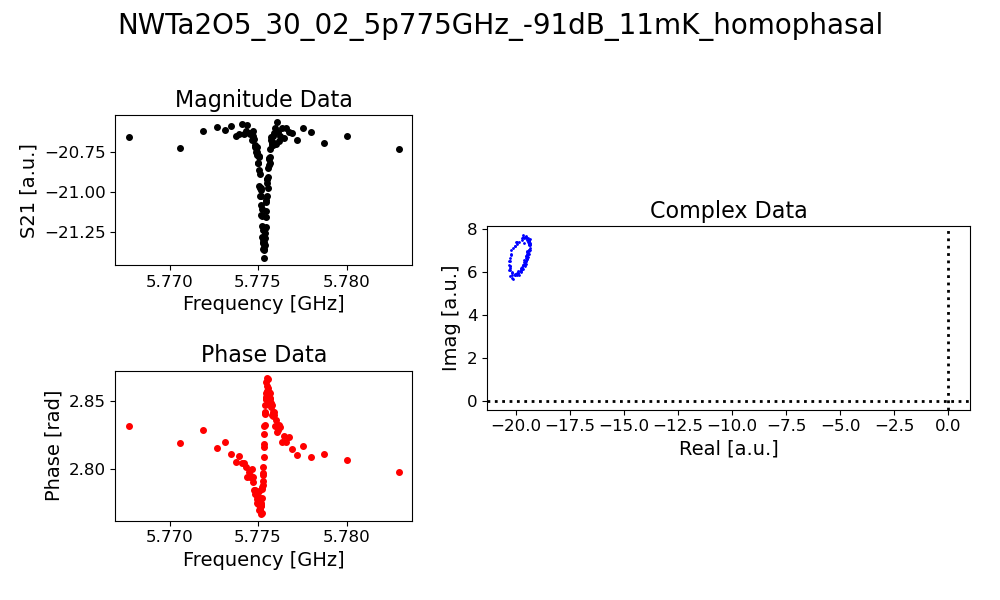 NWTa2O5_30_02_5p775GHz_-91dB_11mK_homophasal
Magnitude Data
S21 [a.u.]
−20.75
−21.00
−21.25
5.770 5.775 5.780
Frequency [GHz]
Phase Data
Phase [rad]
2.85
2.80
5.770 5.775 5.780
Frequency [GHz]
Complex Data
Imag [a.u.]
8
6
4
2
0
−20.0 −17.5 −15.0 −12.5 −10.0 −7.5 −5.0 −2.5 0.0
Real [a.u.]